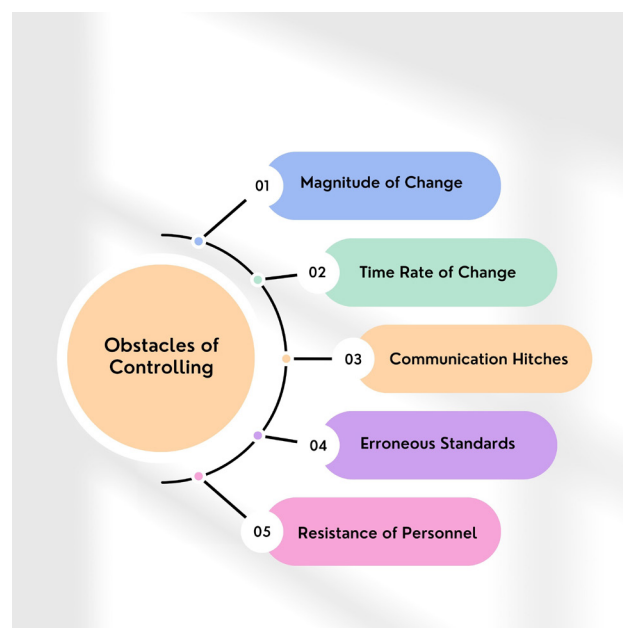 Obstacles of
Controlling
01
Magnitude of Change
02
Time Rate of Change
03
Communication Hitches
04
Erroneous Standards
05
Resistance of Personnel